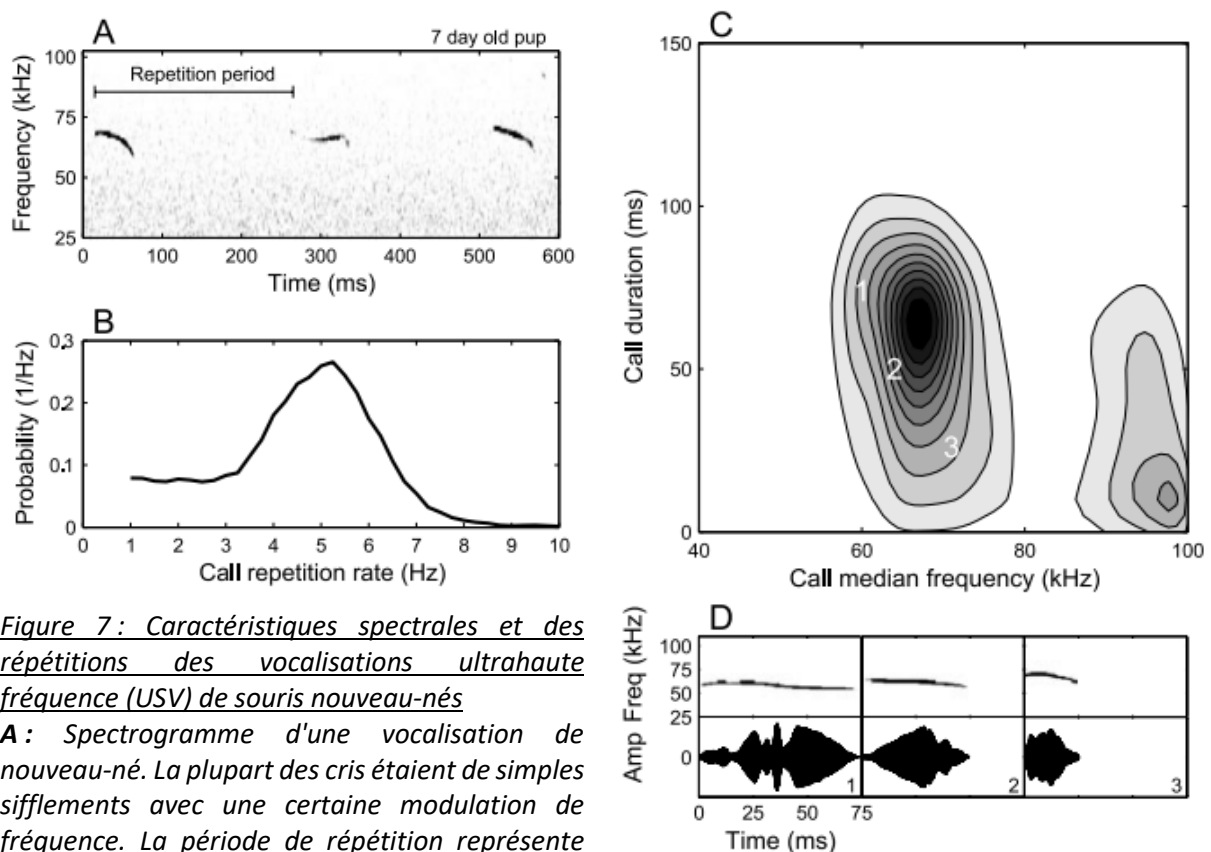 A
7 day old pup
Repetition period
Frequency (kHz)
100
75
50
25
0 100 200 300 400 500 600
Time (ms)
B
Probability (1/Hz)
0.3
0.2
0.1
0
0 1 2 3 4 5 6 7 8 9 10
Call repetition rate (Hz)
Figure 7 : Caractéristiques spectrales et des
répétitions des vocalisations ultrahaute
fréquence (USV) de souris nouveau-nés
A : Spectrogramme d'une vocalisation de
nouveau-né. La plupart des cris étaient de simples
sifflements avec une certaine modulation de
fréquence. La période de répétition représente
C
Call duration (ms)
150
100
50
0
1
2
3
40 60 80 100
Call median frequency (kHz)
D
Freq (kHz)
100
75
50
25
Amp
0
1
2
3
0 25 50 75
Time (ms)